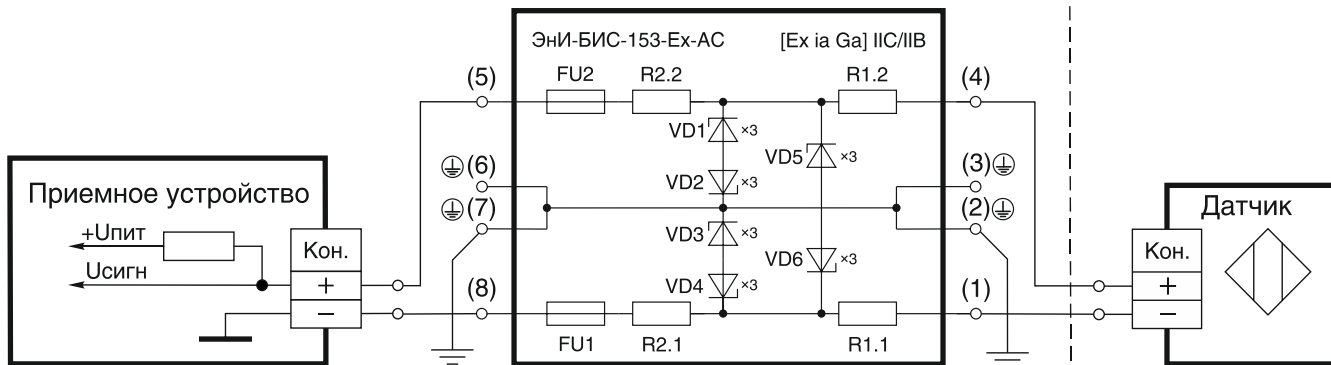 ЭнИ-БИС-153-Ex-AC [Ex ia Ga] IIC/IIB
(5) FU2 R2.2 R1.2 (4)
VD1 ×3
VD5 ×3
(6) VD2 ×3 (3)
Приемное устройство
(7) (2) Датчик
+Uпит Кон. VD3 ×3 Кон.
VD6 ×3
Uсигн + VD4 ×3 +
(8) (1)
− −
FU1 R2.1 R1.1